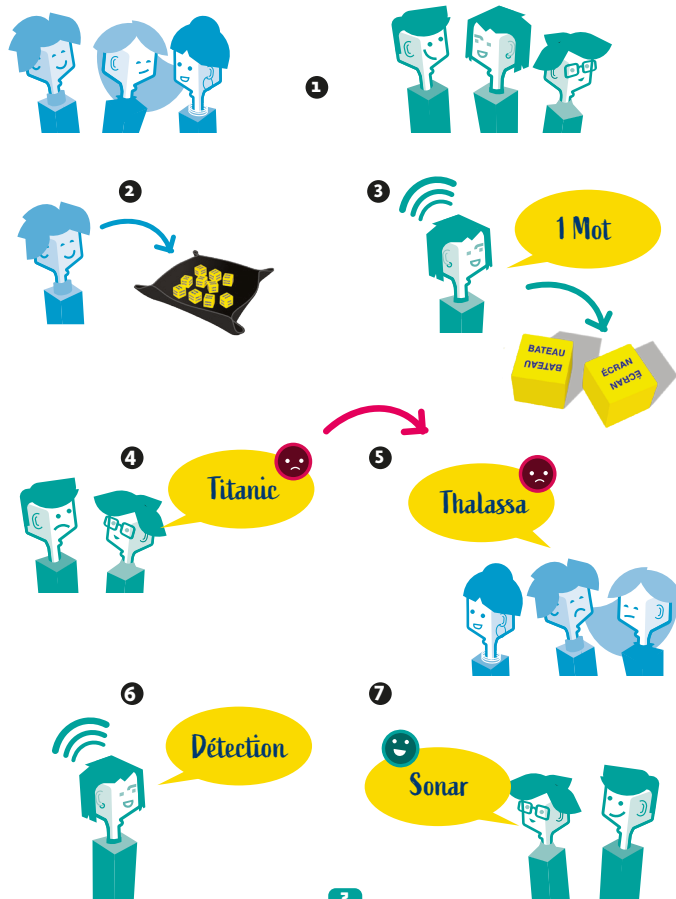 1
2
3
1 Mot
BATEAU
BATEAU
ÉCRAN
ÉCRAN
4
Titanic
5
Thalassa
6
Détection
7
Sonar